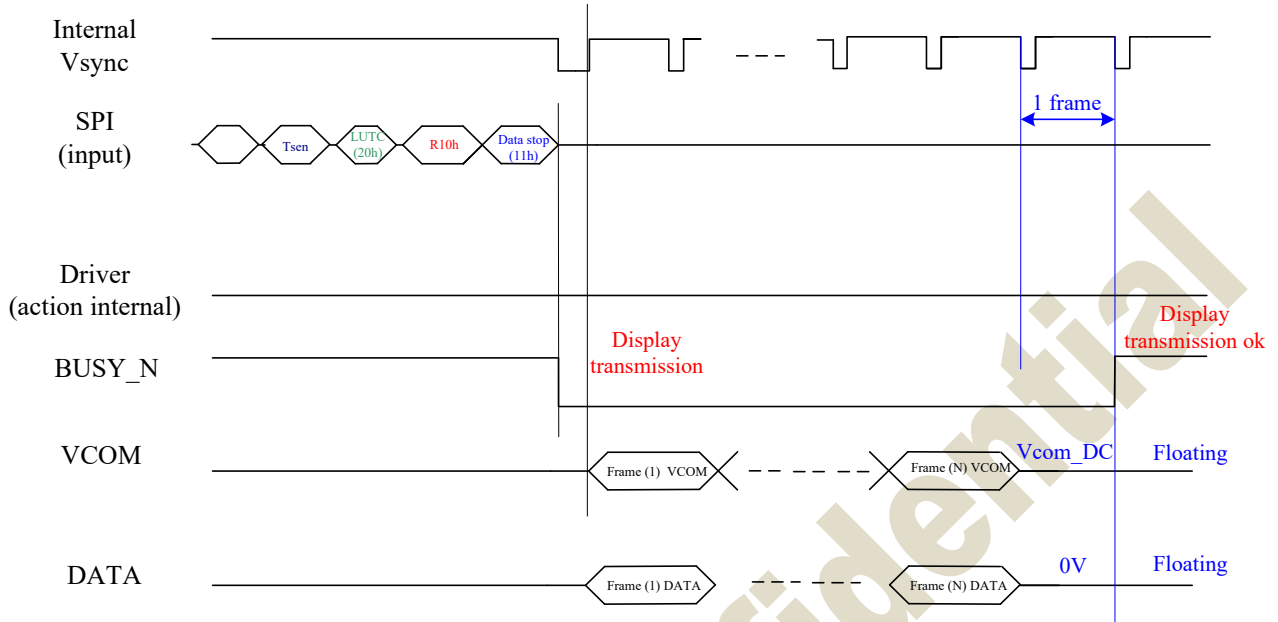 Internal
Vsync
1 frame
SPI
(input)
Tsen
LUTC
(20h)
R10h
Data stop
(11h)
Driver
(action internal)
Display
transmission
Display
transmission ok
BUSY_N
VCOM
Frame (1) VCOM
Frame (N) VCOM
Vcom_DC
Floating
DATA
Frame (1) DATA
Frame (N) DATA
0V
Floating
fidential